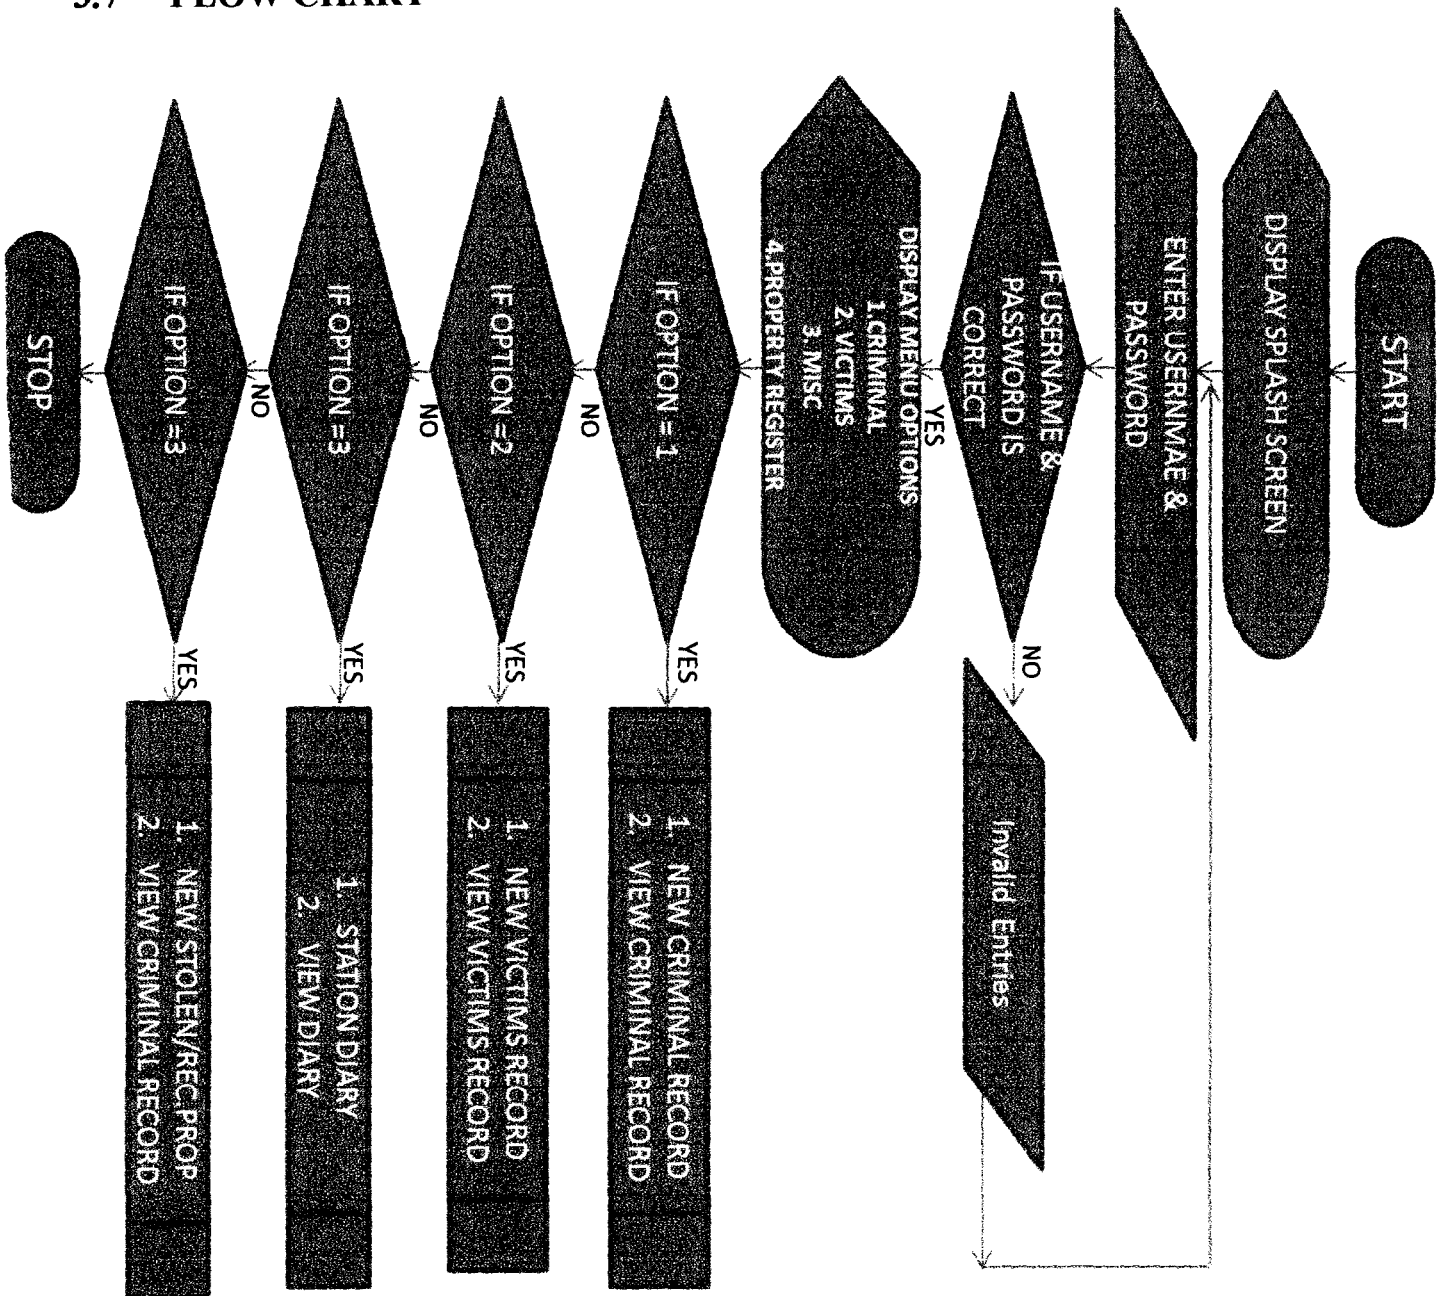 FLOW CHART
START
DISPLAY SPLASH SCREEN
ENTER USERNMAE &
PASSWORD
IF USERNAME &
PASSWORD IS
CORRECT
NO
Invalid Entries
YES
DISPLAY MENU OPTIONS
1.CRIMINAL
2. VICTIMS
3. MISC
4.PROPERTY REGISTER
IF OPTION = 1
YES
1. NEW CRIMINAL RECORD
2. VIEW CRIMINAL RECORD
NO
IF OPTION =2
YES
1. NEW VICTIMS RECORD
2. VIEW VICTIMS RECORD
NO
IF OPTION =3
YES
1. STATION DIARY
2. VIEW DIARY
NO
IF OPTION =3
YES
1. NEW STOLEN/REC,PROP
2. VIEW CRIMINAL RECORD
STOP